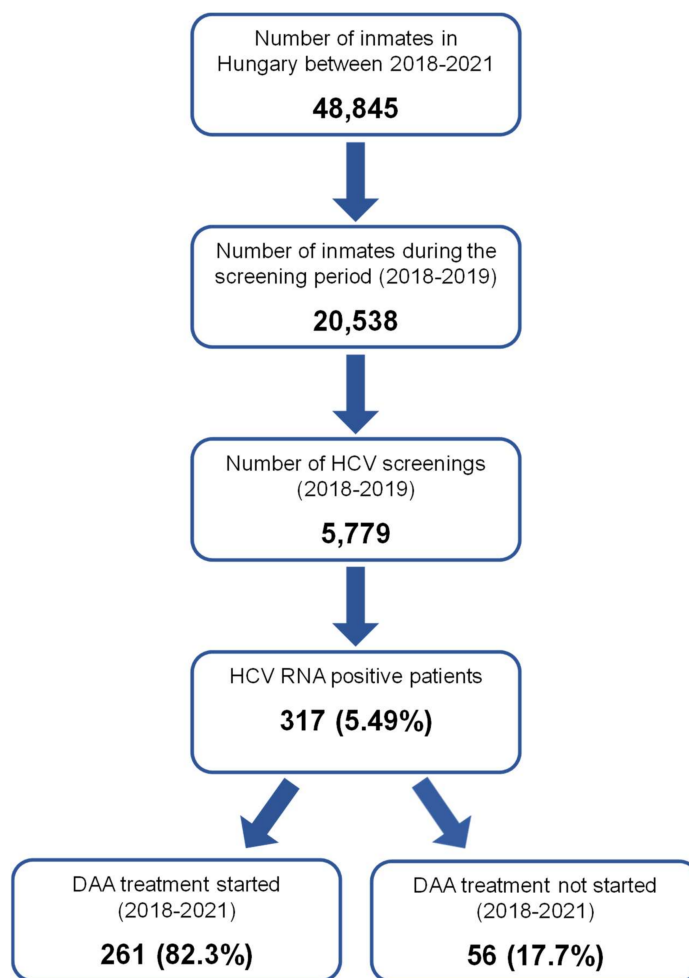 Number of inmates in
Hungary between 2018-2021
48,845
Number of inmates during the
screening period (2018-2019)
20,538
Number of HCV screenings
(2018-2019)
5,779
HCV RNA positive patients
317 (5.49%)
DAA treatment started
(2018-2021)
261 (82.3%)
DAA treatment not started
(2018-2021)
56 (17.7%)